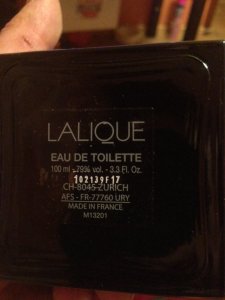 LALIQUE
EAU DE TOILETTE
100 ml - 79% vol. - 3.3 Fl. Oz.
102139F17
CH-8045 ZURICH
AFS - FR-77760 URY
MADE IN FRANCE
M13201